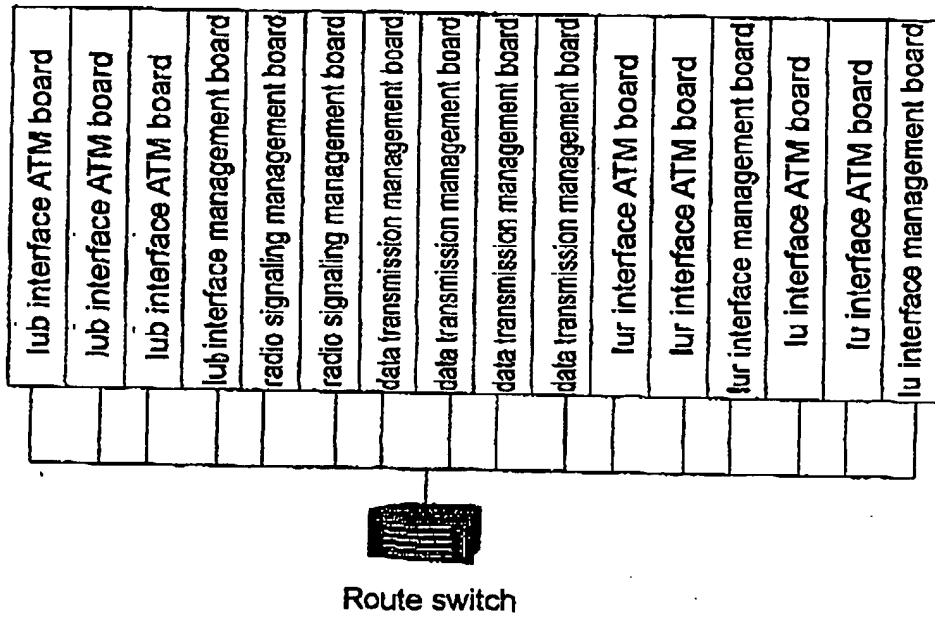 Iub interface ATM board
Iub interface ATM board
Iub interface ATM board
Iub interface management board
radio signaling management board
radio signaling management board
data transmission management board
data transmission management board
data transmission management board
data transmission management board
Iur interface ATM board
Iur interface ATM board
Iur interface management board
Iu interface ATM board
Iu interface ATM board
Iu interface management board
Route switch